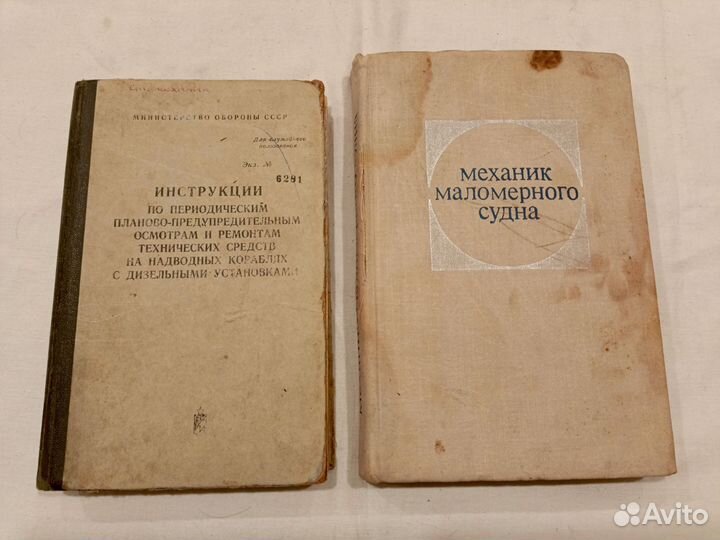 МИНИСТЕРСТВО ОБОРОНЫ СССР
Для служебного
пользования
Экз. №
6281
ИНСТРУКЦИИ
ПО ПЕРИОДИЧЕСКИМ
ПЛАНОВО-ПРЕДУПРЕДИТЕЛЬНЫМ
ОСМОТРАМ И РЕМОНТАМ
ТЕХНИЧЕСКИХ СРЕДСТВ
НА НАДВОДНЫХ КОРАБЛЯХ
С ДИЗЕЛЬНЫМИ УСТАНОВКАМИ
механик
маломерного
судна
Avito